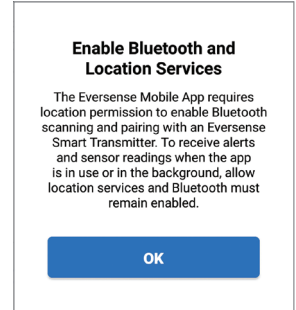 Enable Bluetooth and
Location Services
The Eversense Mobile App requires
location permission to enable Bluetooth
scanning and pairing with an Eversense
Smart Transmitter. To receive alerts
and sensor readings when the app
is in use or in the background, allow
location services and Bluetooth must
remain enabled.
OK